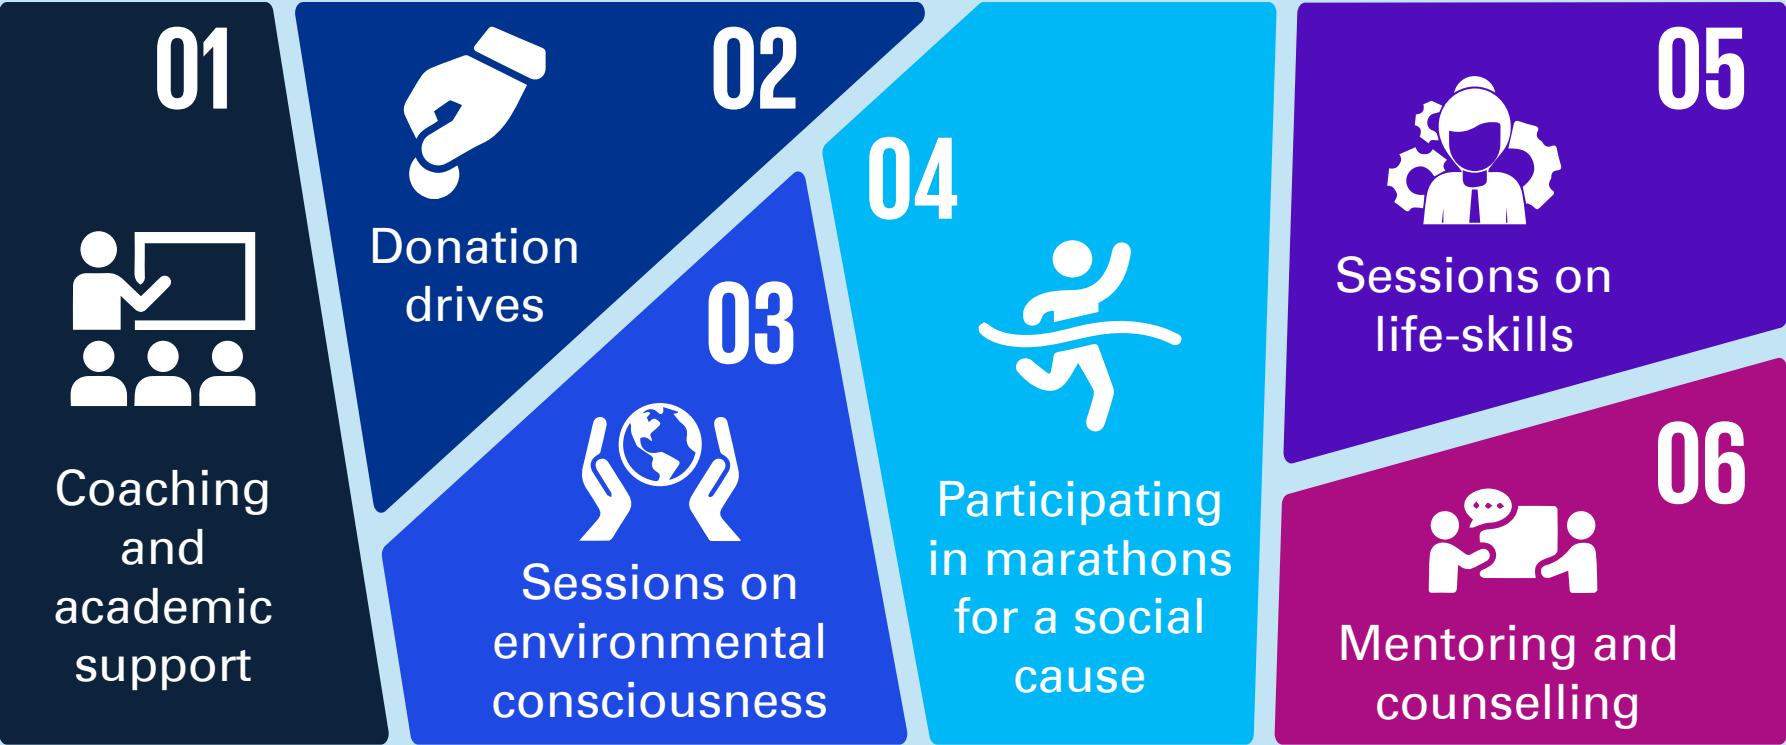 01
Coaching
and
academic
support
02
Donation
drives
03
Sessions on
environmental
consciousness
04
Participating
in marathons
for a social
cause
05
Sessions on
life-skills
06
Mentoring and
counselling